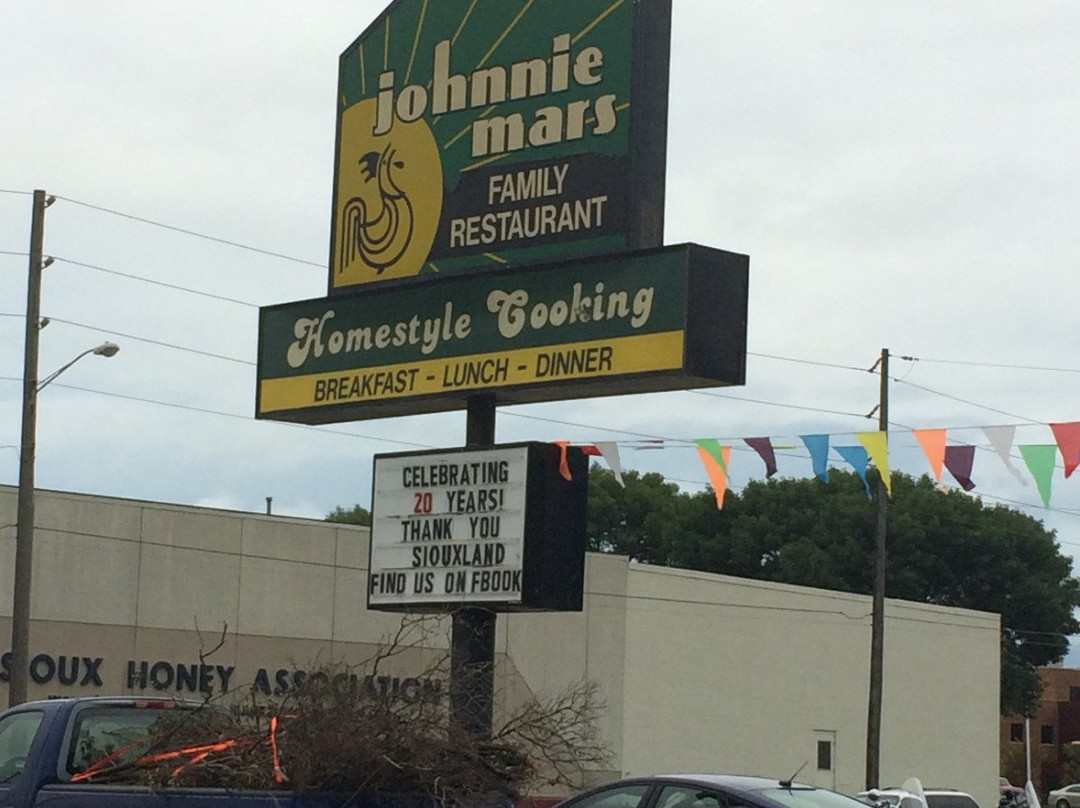 johnnie
mars
FAMILY
RESTAURANT
Homestyle Cooking
BREAKFAST - LUNCH - DINNER
CELEBRATING
20 YEARS!
THANK YOU
SIOUXLAND
FIND US ON FBOOK
SIOUX HONEY ASSOCIATION